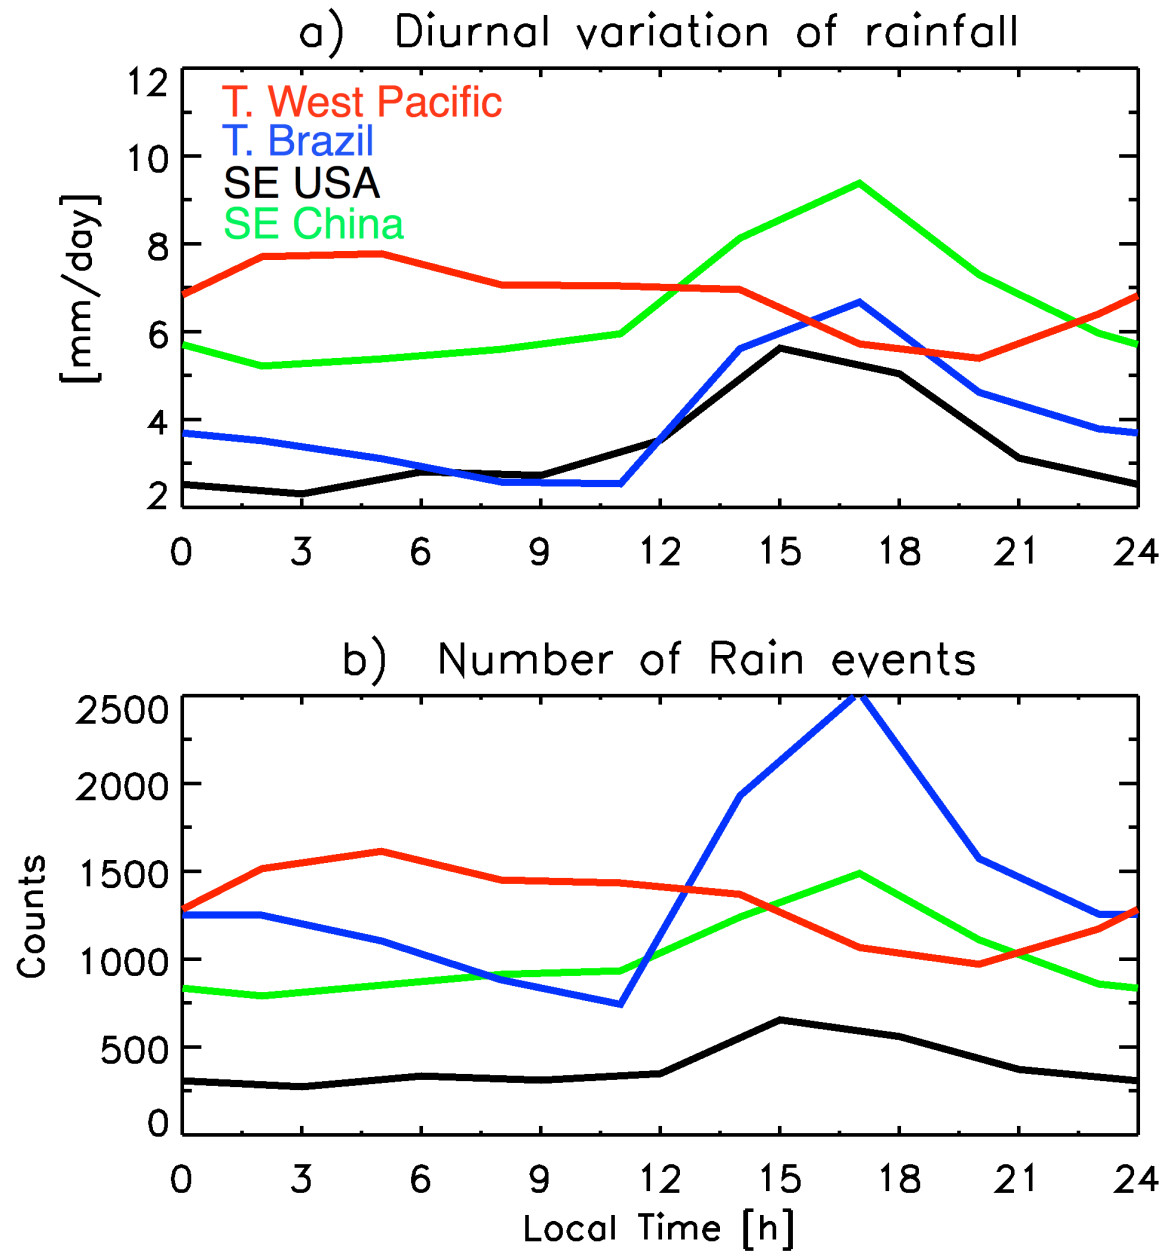 a) Diurnal variation of rainfall
12
10
8
6
4
2
[mm/day]
T. West Pacific
T. Brazil
SE USA
SE China
0 3 6 9 12 15 18 21 24
b) Number of Rain events
2500
2000
1500
1000
500
0
Counts
0 3 6 9 12 15 18 21 24
Local Time [h]